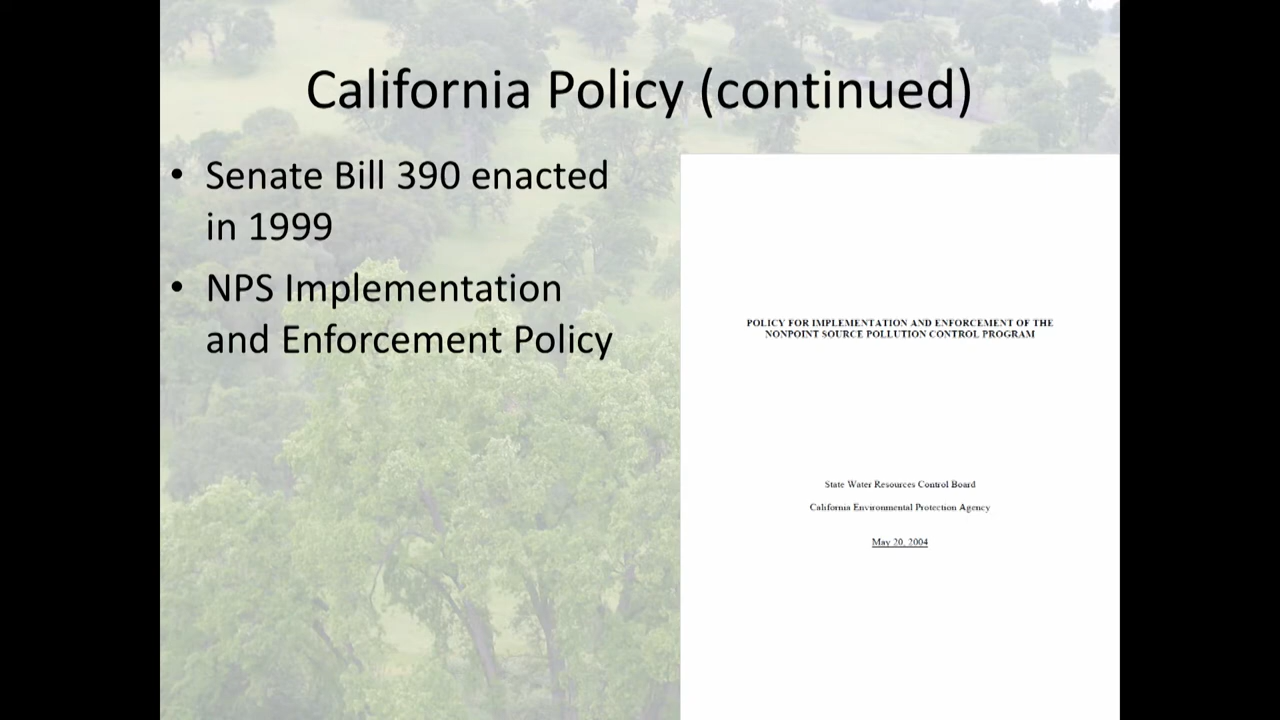 California Policy (continued)
• Senate Bill 390 enacted
in 1999
• NPS Implementation
and Enforcement Policy
POLICY FOR IMPLEMENTATION AND ENFORCEMENT OF THE
NONPOINT SOURCE POLLUTION CONTROL PROGRAM
State Water Resources Control Board
California Environmental Protection Agency
May 20, 2004